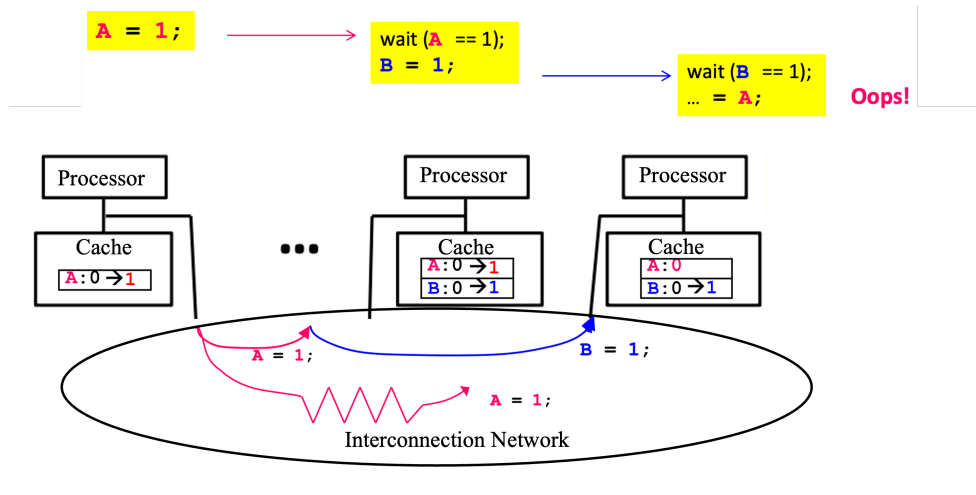 A = 1;
wait (A == 1);
B = 1;
wait (B == 1);
… = A;
Oops!
Processor
Processor
Processor
Cache
A:0→1
Cache
A:0→1
B:0→1
Cache
A:0
B:0→1
A = 1;
B = 1;
A = 1;
Interconnection Network